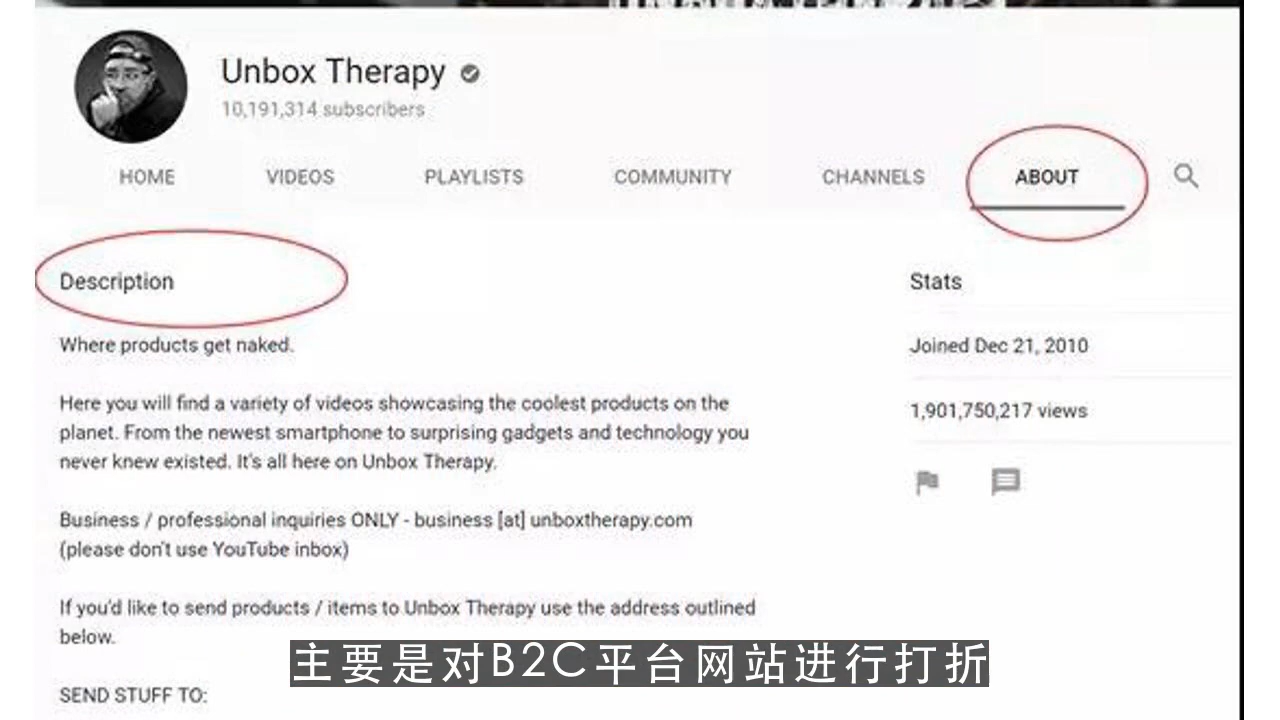 Unbox Therapy
10,191,314 subscribers
HOME VIDEOS PLAYLISTS COMMUNITY CHANNELS ABOUT
Description
Where products get naked.
Here you will find a variety of videos showcasing the coolest products on the
planet. From the newest smartphone to surprising gadgets and technology you
never knew existed. It's all here on Unbox Therapy.
Business / professional inquiries ONLY - business [at] unboxtherapy.com
(please don't use YouTube inbox)
If you'd like to send products / items to Unbox Therapy use the address outlined
below.
SEND STUFF TO:
Stats
Joined Dec 21, 2010
1,901,750,217 views
主要是对B2C平台网站进行打折